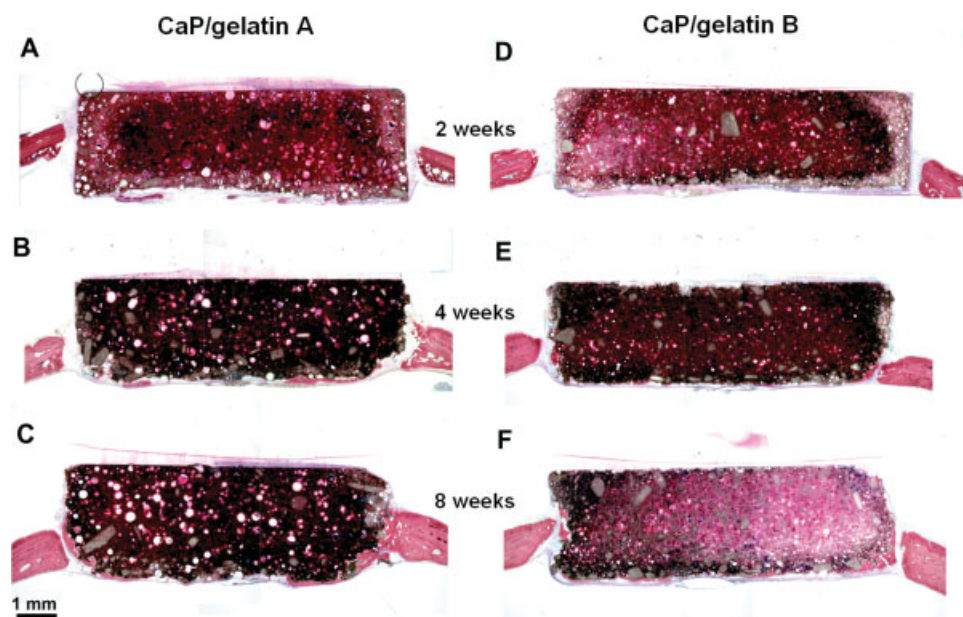 CaP/gelatin A
CaP/gelatin B
A
D
2 weeks
B
E
4 weeks
C
F
8 weeks
1 mm